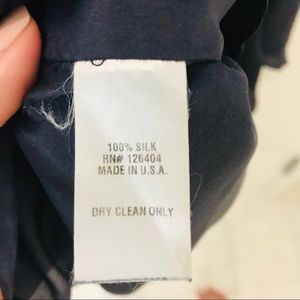 100% SILK
RN# 126404
MADE IN U.S.A.
DRY CLEAN ONLY